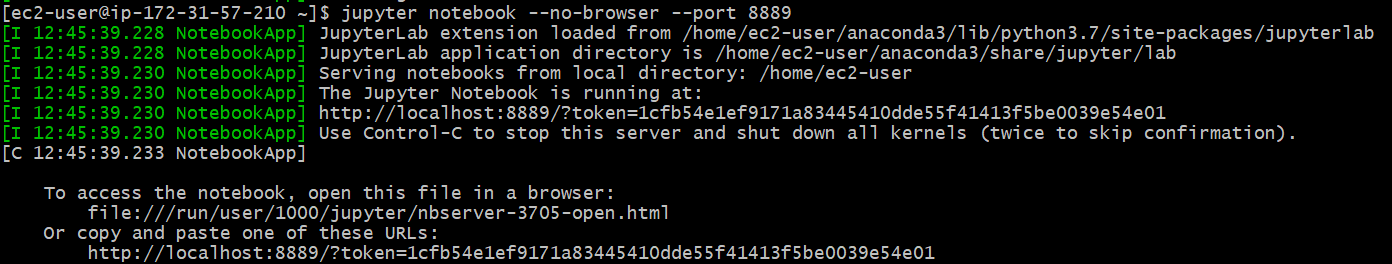 [ec2-user@ip-172-31-57-210 ~]$ jupyter notebook --no-browser --port 8889
[I 12:45:39.228 NotebookApp] JupyterLab extension loaded from /home/ec2-user/anaconda3/lib/python3.7/site-packages/jupyterlab
[I 12:45:39.228 NotebookApp] JupyterLab application directory is /home/ec2-user/anaconda3/share/jupyter/lab
[I 12:45:39.230 NotebookApp] Serving notebooks from local directory: /home/ec2-user
[I 12:45:39.230 NotebookApp] The Jupyter Notebook is running at:
[I 12:45:39.230 NotebookApp] http://localhost:8889/?token=1cfb54e1ef9171a83445410dde55f41413f5be0039e54e01
[I 12:45:39.230 NotebookApp] Use Control-C to stop this server and shut down all kernels (twice to skip confirmation).
[C 12:45:39.233 NotebookApp]
To access the notebook, open this file in a browser:
file:///run/user/1000/jupyter/nbserver-3705-open.html
Or copy and paste one of these URLs:
http://localhost:8889/?token=1cfb54e1ef9171a83445410dde55f41413f5be0039e54e01